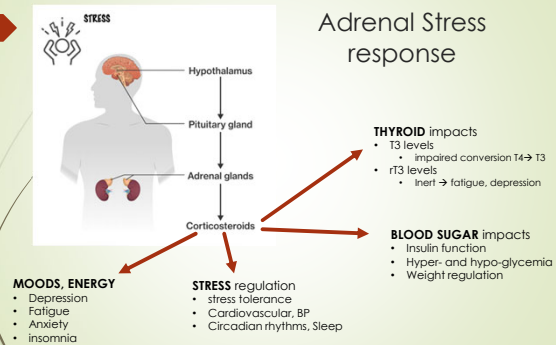 Adrenal Stress
response
STRESS
Hypothalamus
Pituitary gland
Adrenal glands
Corticosteroids
THYROID impacts
• T3 levels
• impaired conversion T4→ T3
• rT3 levels
• Inert → fatigue, depression
BLOOD SUGAR impacts
• Insulin function
• Hyper- and hypo-glycemia
• Weight regulation
MOODS, ENERGY
• Depression
• Fatigue
• Anxiety
• insomnia
STRESS regulation
• stress tolerance
• Cardiovascular, BP
• Circadian rhythms, Sleep